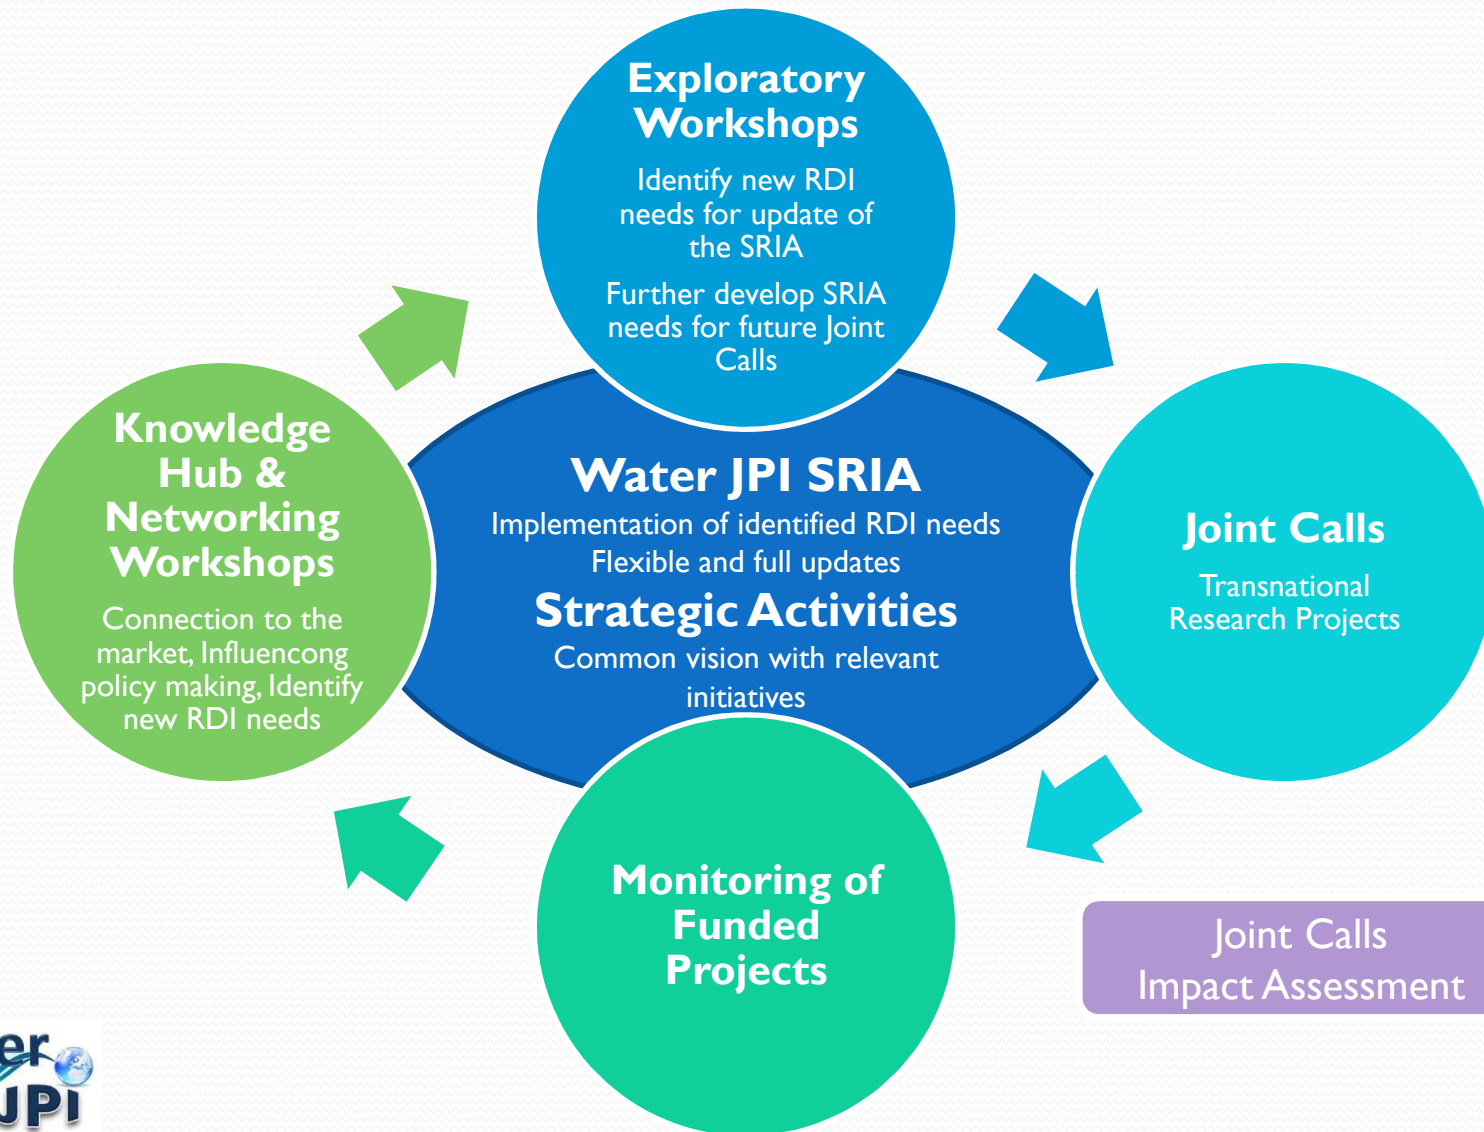 Exploratory
Workshops
Identify new RDI
needs for update of
the SRIA
Further develop SRIA
needs for future Joint
Calls
Knowledge
Hub &
Networking
Workshops
Connection to the
market, Influencong
policy making, Identify
new RDI needs
Water JPI SRIA
Implementation of identified RDI needs
Flexible and full updates
Strategic Activities
Common vision with relevant
initiatives
Joint Calls
Transnational
Research Projects
Monitoring of
Funded
Projects
Joint Calls
Impact Assessment
er
JPI